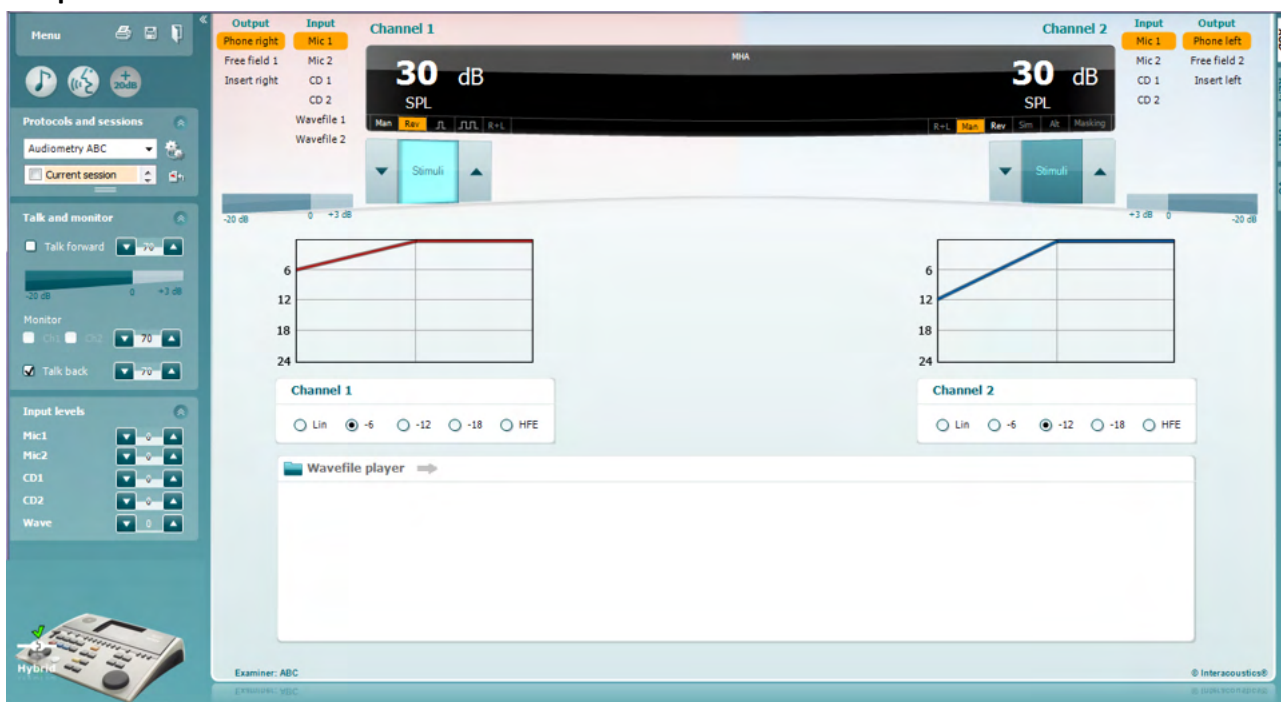 Menu
20dB
Protocols and sessions
Audiometry ABC
Current session
Talk and monitor
Talk forward 70
-20 dB 0 +3 dB
Monitor
Ch1 Ch2 70
Talk back 70
Input levels
Mic1 0
Mic2 0
CD1 0
CD2 0
Wave 0
Hybrid
Output Input Channel 1
Phone right Mic 1
Free field 1 Mic 2
Insert right CD 1
CD 2
Wavefile 1
Wavefile 2
MHA
30 dB
SPL
Man Rev R+L
Stimuli
-20 dB 0 +3 dB
Channel 2 Input Output
Mic 1 Phone left
Mic 2 Free field 2
CD 1 Insert left
CD 2
30 dB
SPL
R+L Man Rev Sim Alt Masking
Stimuli
+3 dB 0 -20 dB
6
12
18
24
6
12
18
24
Channel 1
Lin -6 -12 -18 HFE
Channel 2
Lin -6 -12 -18 HFE
Wavefile player
Examiner: ABC
© Interacoustics®